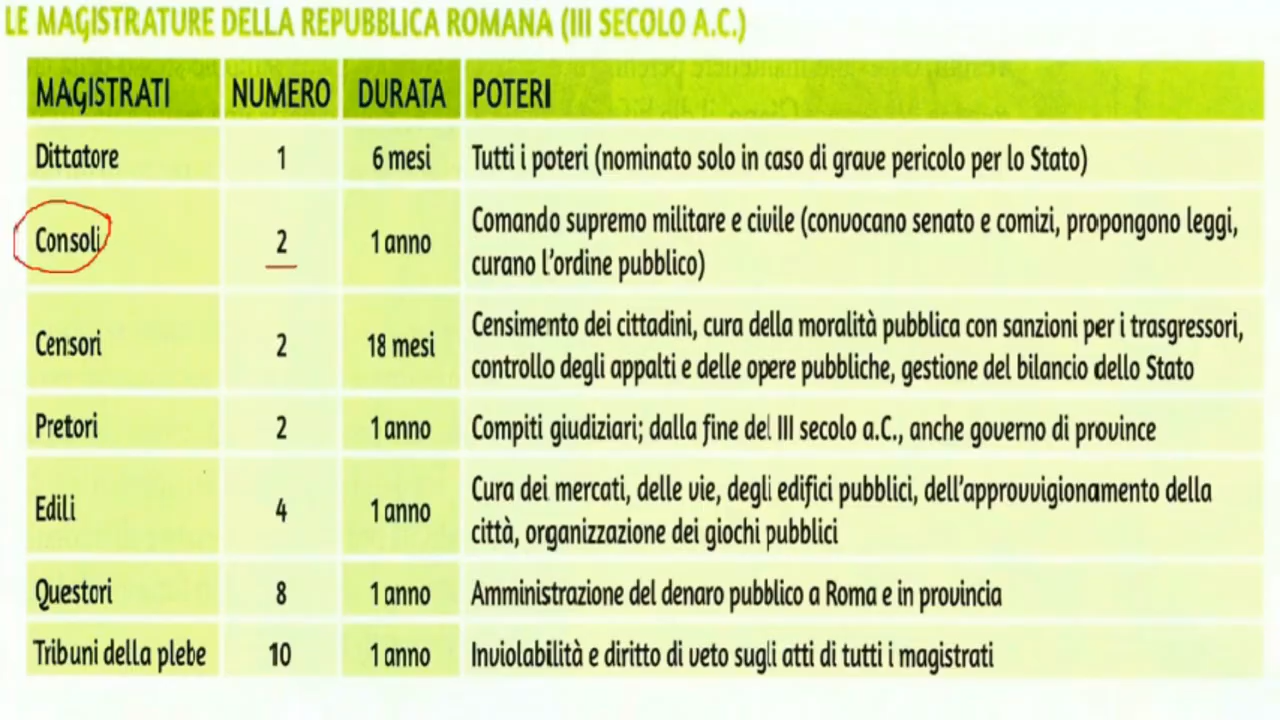 LE MAGISTRATURE DELLA REPUBBLICA ROMANA (III SECOLO A.C.)
MAGISTRATI NUMERO DURATA POTERI
Dittatore 1 6 mesi Tutti i poteri (nominato solo in caso di grave pericolo per lo Stato)
Consoli 2 1 anno Comando supremo militare e civile (convocano senato e comizi, propongono leggi,
curano l'ordine pubblico)
Censori 2 18 mesi Censimento dei cittadini, cura della moralità pubblica con sanzioni per i trasgressori,
controllo degli appalti e delle opere pubbliche, gestione del bilancio dello Stato
Pretori 2 1 anno Compiti giudiziari; dalla fine del III secolo a.C., anche governo di province
Edili 4 1 anno Cura dei mercati, delle vie, degli edifici pubblici, dell'approvvigionamento della
città, organizzazione dei giochi pubblici
Questori 8 1 anno Amministrazione del denaro pubblico a Roma e in provincia
Tribuni della plebe 10 1 anno Inviolabilità e diritto di veto sugli atti di tutti i magistrati